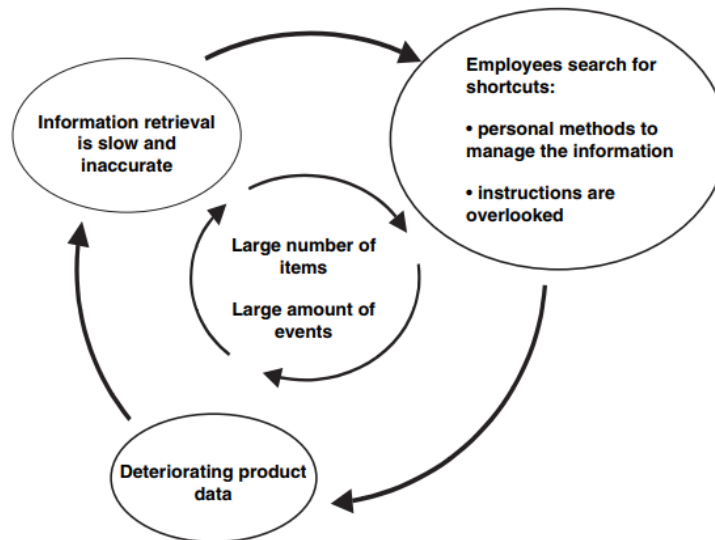 Information retrieval
is slow and
inaccurate
Employees search for
shortcuts:
• personal methods to
manage the information
• instructions are
overlooked
Large number of
items
Large amount of
events
Deteriorating product
data